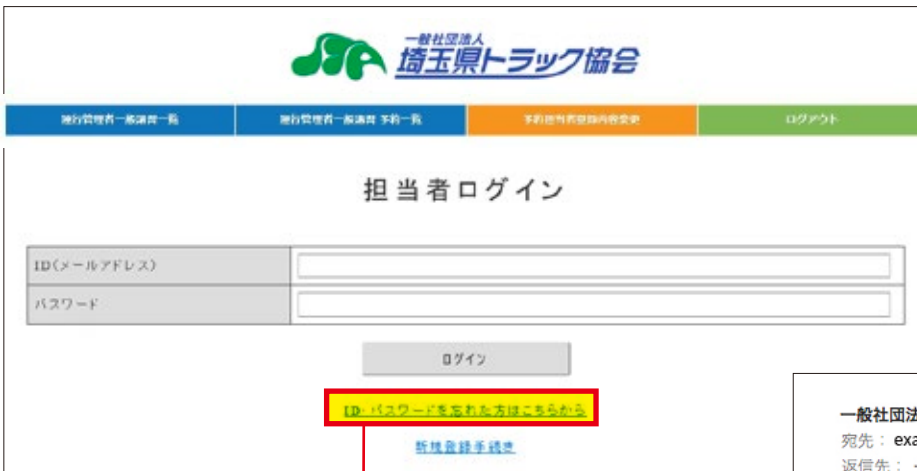 一般社団法人
埼玉県トラック協会
運行管理者一般講習一覧
運行管理者一般講習 予約一覧
予約担当者登録内容変更
ログアウト
担当者ログイン
ID(メールアドレス)
パスワード
ログイン
ID・パスワードを忘れた方はこちらから
新規登録手続き
一般社団法
宛先： exa
返信先：